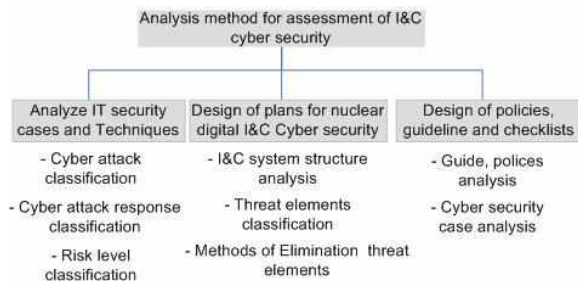 Analysis method for assessment of I&C
cyber security
Analyze IT security
cases and Techniques
- Cyber attack
classification
- Cyber attack response
classification
- Risk level
classification
Design of plans for nuclear
digital I&C Cyber security
- I&C system structure
analysis
- Threat elements
classification
- Methods of Elimination threat
elements
Design of policies,
guideline and checklists
- Guide, polices
analysis
- Cyber security
case analysis